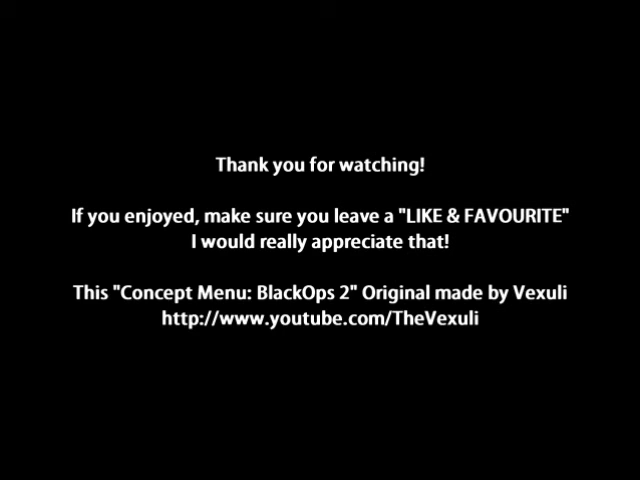 Thank you for watching!
If you enjoyed, make sure you leave a "LIKE & FAVOURITE"
I would really appreciate that!
This "Concept Menu: BlackOps 2" Original made by Vexuli
http://www.youtube.com/TheVexuli